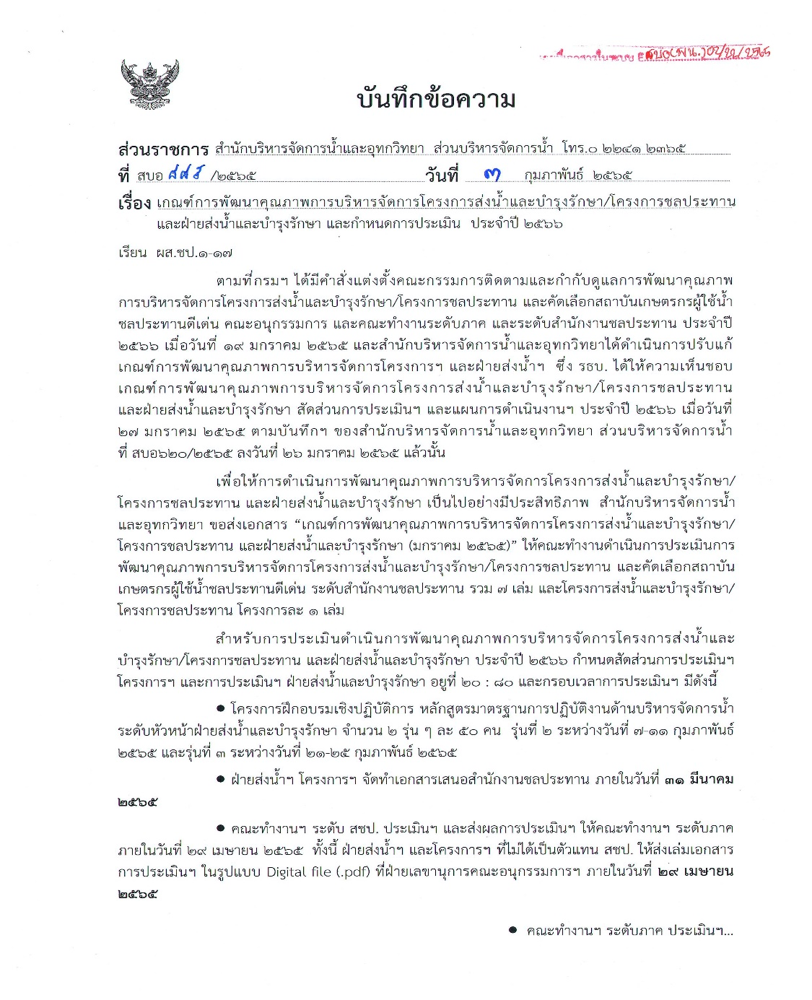 บันทึกข้อความ
ส่วนราชการ สำนักบริหารจัดการน้ำและอุทกวิทยา ส่วนบริหารจัดการน้ำ โทร.๐ ๒๒๔๑ ๒๓๖๕
ที่ สบอ /๒๕๖๕ วันที่ ๓ กุมภาพันธ์ ๒๕๖๕
เรื่อง เกณฑ์การพัฒนาคุณภาพการบริหารจัดการโครงการส่งน้ำและบำรุงรักษา/โครงการชลประทาน
และฝ่ายส่งน้ำและบำรุงรักษา และกำหนดการประเมิน ประจำปี ๒๕๖๖
เรียน ผส.ชป.๑-๑๗
ตามที่กรมฯ ได้มีคำสั่งแต่งตั้งคณะกรรมการติดตามและกำกับดูแลการพัฒนาคุณภาพ
การบริหารจัดการโครงการส่งน้ำและบำรุงรักษา/โครงการชลประทาน และคัดเลือกสถาบันเกษตรกรผู้ใช้น้ำ
ชลประทานดีเด่น คณะอนุกรรมการ และคณะทำงานระดับภาค และระดับสำนักงานชลประทาน ประจำปี
๒๕๖๖ เมื่อวันที่ ๑๙ มกราคม ๒๕๖๕ และสำนักบริหารจัดการน้ำและอุทกวิทยาได้ดำเนินการปรับแก้
เกณฑ์การพัฒนาคุณภาพการบริหารจัดการโครงการฯ และฝ่ายส่งน้ำฯ ซึ่ง รธบ. ได้ให้ความเห็นชอบ
เกณฑ์การพัฒนาคุณภาพการบริหารจัดการโครงการส่งน้ำและบำรุงรักษา/โครงการชลประทาน
และฝ่ายส่งน้ำและบำรุงรักษา สัดส่วนการประเมินฯ และแผนการดำเนินงานฯ ประจำปี ๒๕๖๖ เมื่อวันที่
๒๗ มกราคม ๒๕๖๕ ตามบันทึกฯ ของสำนักบริหารจัดการน้ำและอุทกวิทยา ส่วนบริหารจัดการน้ำ
ที่ สบอ๖๒๐/๒๕๖๕ ลงวันที่ ๒๖ มกราคม ๒๕๖๕ แล้วนั้น
เพื่อให้การดำเนินการพัฒนาคุณภาพการบริหารจัดการโครงการส่งน้ำและบำรุงรักษา/
โครงการชลประทาน และฝ่ายส่งน้ำและบำรุงรักษา เป็นไปอย่างมีประสิทธิภาพ สำนักบริหารจัดการน้ำ
และอุทกวิทยา ขอส่งเอกสาร “เกณฑ์การพัฒนาคุณภาพการบริหารจัดการโครงการส่งน้ำและบำรุงรักษา/
โครงการชลประทาน และฝ่ายส่งน้ำและบำรุงรักษา (มกราคม ๒๕๖๕)” ให้คณะทำงานดำเนินการประเมินการ
พัฒนาคุณภาพการบริหารจัดการโครงการส่งน้ำและบำรุงรักษา/โครงการชลประทาน และคัดเลือกสถาบัน
เกษตรกรผู้ใช้น้ำชลประทานดีเด่น ระดับสำนักงานชลประทาน รวม ๗ เล่ม และโครงการส่งน้ำและบำรุงรักษา/
โครงการชลประทาน โครงการละ ๑ เล่ม
สำหรับการประเมินดำเนินการพัฒนาคุณภาพการบริหารจัดการโครงการส่งน้ำและ
บำรุงรักษา/โครงการชลประทาน และฝ่ายส่งน้ำและบำรุงรักษา ประจำปี ๒๕๖๖ กำหนดสัดส่วนการประเมินฯ
โครงการฯ และการประเมินฯ ฝ่ายส่งน้ำและบำรุงรักษา อยูที่ ๒๐ : ๘๐ และกรอบเวลาการประเมินฯ มีดังนี้
● โครงการฝึกอบรมเชิงปฏิบัติการ หลักสูตรมาตรฐานการปฏิบัติงานด้านบริหารจัดการน้ำ
ระดับหัวหน้าฝ่ายส่งน้ำและบำรุงรักษา จำนวน ๒ รุ่น ๆ ละ ๕๐ คน รุ่นที่ ๒ ระหว่างวันที่ ๗-๑๑ กุมภาพันธ์
๒๕๖๕ และรุ่นที่ ๓ ระหว่างวันที่ ๒๑-๒๕ กุมภาพันธ์ ๒๕๖๕
● ฝ่ายส่งน้ำฯ โครงการฯ จัดทำเอกสารเสนอสำนักงานชลประทาน ภายในวันที่ ๓๑ มีนาคม
๒๕๖๕
● คณะทำงานฯ ระดับ สชป. ประเมินฯ และส่งผลการประเมินฯ ให้คณะทำงานฯ ระดับภาค
ภายในวันที่ ๒๙ เมษายน ๒๕๖๕ ทั้งนี้ ฝ่ายส่งน้ำฯ และโครงการฯ ที่ไม่ได้เป็นตัวแทน สชป. ให้ส่งเล่มเอกสาร
การประเมินฯ ในรูปแบบ Digital file (.pdf) ที่ฝ่ายเลขานุการคณะอนุกรรมการฯ ภายในวันที่ ๒๙ เมษายน
๒๕๖๕
● คณะทำงานฯ ระดับภาค ประเมินฯ...